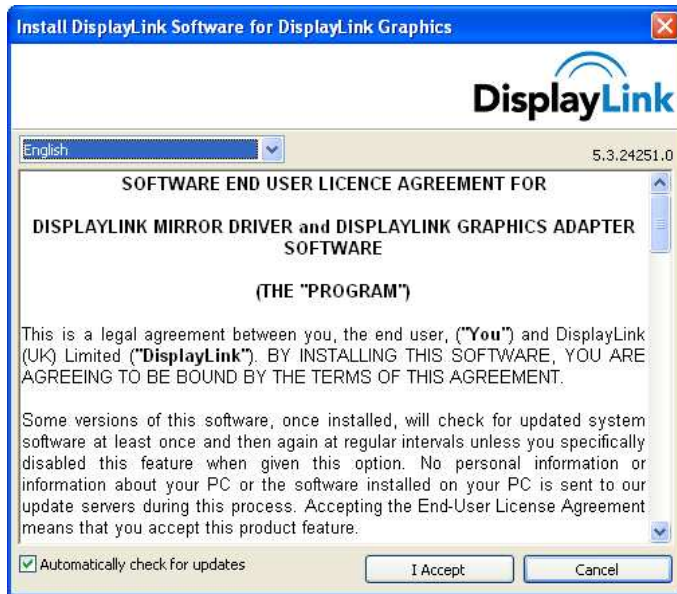 Install DisplayLink Software for DisplayLink Graphics
DisplayLink
English
5.3.24251.0
SOFTWARE END USER LICENCE AGREEMENT FOR
DISPLAYLINK MIRROR DRIVER and DISPLAYLINK GRAPHICS ADAPTER
SOFTWARE
(THE "PROGRAM")
This is a legal agreement between you, the end user, ("You") and DisplayLink
(UK) Limited ("DisplayLink"). BY INSTALLING THIS SOFTWARE, YOU ARE
AGREEING TO BE BOUND BY THE TERMS OF THIS AGREEMENT.
Some versions of this software, once installed, will check for updated system
software at least once and then again at regular intervals unless you specifically
disabled this feature when given this option. No personal information or
information about your PC or the software installed on your PC is sent to our
update servers during this process. Accepting the End-User License Agreement
means that you accept this product feature.
Automatically check for updates
I Accept
Cancel